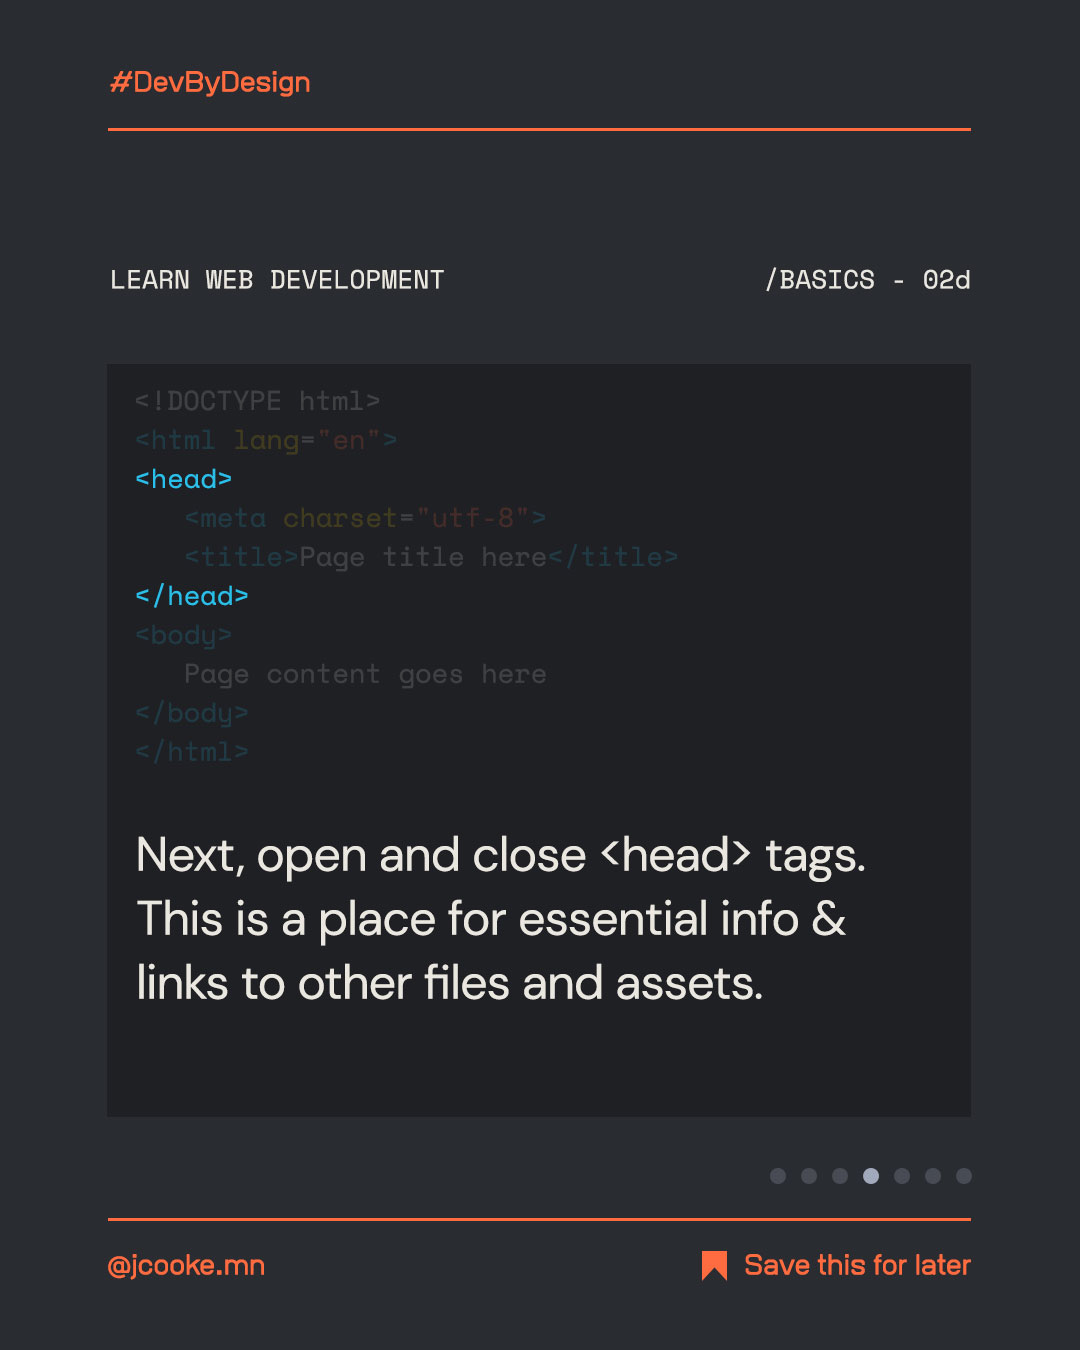 #DevByDesign
LEARN WEB DEVELOPMENT
/BASICS - 02d
<!DOCTYPE html>
<html lang="en">
<head>
   <meta charset="utf-8">
   <title>Page title here</title>
</head>
<body>
   Page content goes here
</body>
</html>
Next, open and close <head> tags.
This is a place for essential info &
links to other files and assets.
@jcooke.mn
Save this for later